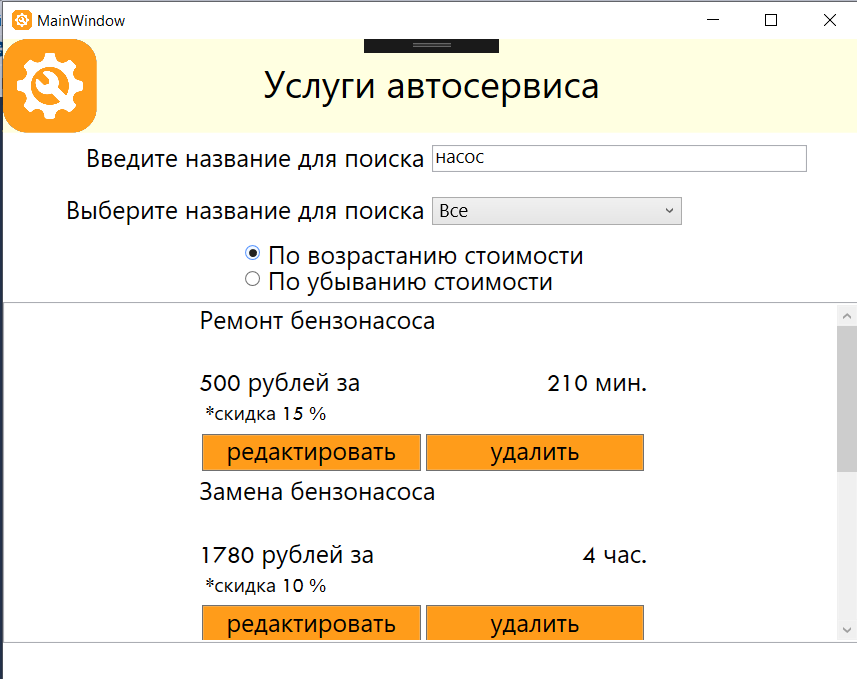 MainWindow
Услуги автосервиса
Введите название для поиска насос
Выберите название для поиска Все
По возрастанию стоимости
По убыванию стоимости
Ремонт бензонасоса
500 рублей за 210 мин.
*скидка 15 %
редактировать удалить
Замена бензонасоса
1780 рублей за 4 час.
*скидка 10 %
редактировать удалить